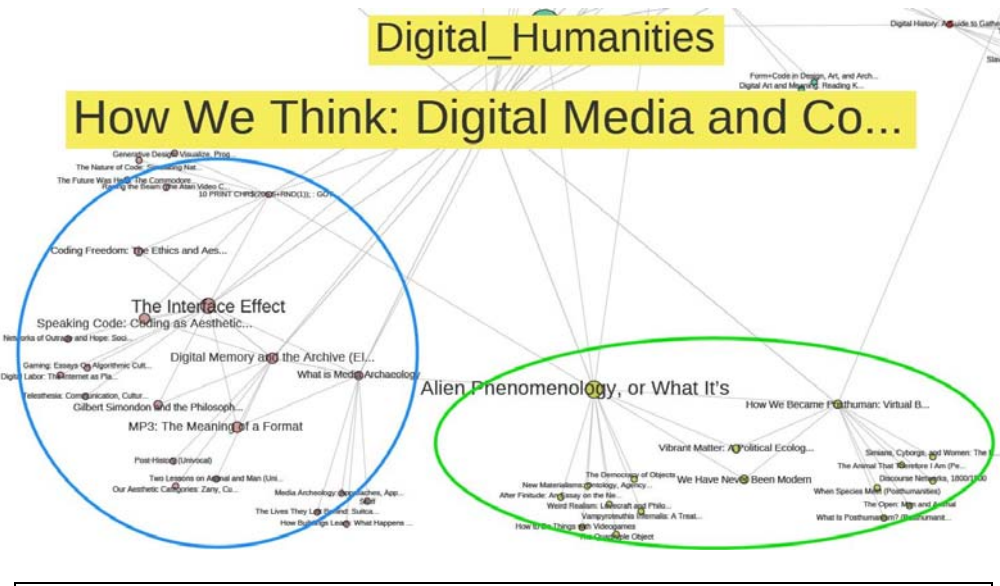 Digital_Humanities
Digital History: A Guide to Gathe
Form+Code in Design, Art, and Arch...
Digital Art and Meaning: Reading K...
How We Think: Digital Media and Co...
Generative Design: Visualize, Prog...
The Nature of Code: Simulating Nat...
The Future Was Here: The Commodore...
Racing the Beam: The Atari Video C...
10 PRINT CHR$(205.5+RND(1)); : GO
Coding Freedom: The Ethics and Aes...
The Interface Effect
Speaking Code: Coding as Aesthetic...
Networks of Outrage and Hope: Soci...
Digital Memory and the Archive (El...
Gaming: Essays On Algorithmic Cult...
Digital Labor: The Internet as Pla...
What is Media Archaeology
Alien Phenomenology, or What It's
Telesthesia: Communication, Cultur...
Gilbert Simondon and the Philosoph...
How We Became Posthuman: Virtual B...
MP3: The Meaning of a Format
Vibrant Matter: A Political Ecolog...
Simians, Cyborgs, and Women: The
Post-History (Univocal)
The Animal That Therefore I Am (Pe...
Two Lessons on Animal and Man (Uni...
The Democracy of Objects
We Have Never Been Modern
Discourse Networks, 1800/1900
Our Aesthetic Categories: Zany, Cu...
New Materialisms: Ontology, Agency...
Media Archeology: Approaches, App...
When Species Meet (Posthumanities)
After Finitude: An Essay on the Ne...
Stuff
Weird Realism: Lovecraft and Philo...
The Open: Man and Animal
The Lives They Left Behind: Suitca...
Vampyroteuthis Infernalis: A Treat...
What Is Posthumanism? (Posthumanit...
How Buildings Learn: What Happens ...
How to Do Things with Videogames
The Quadruple Object